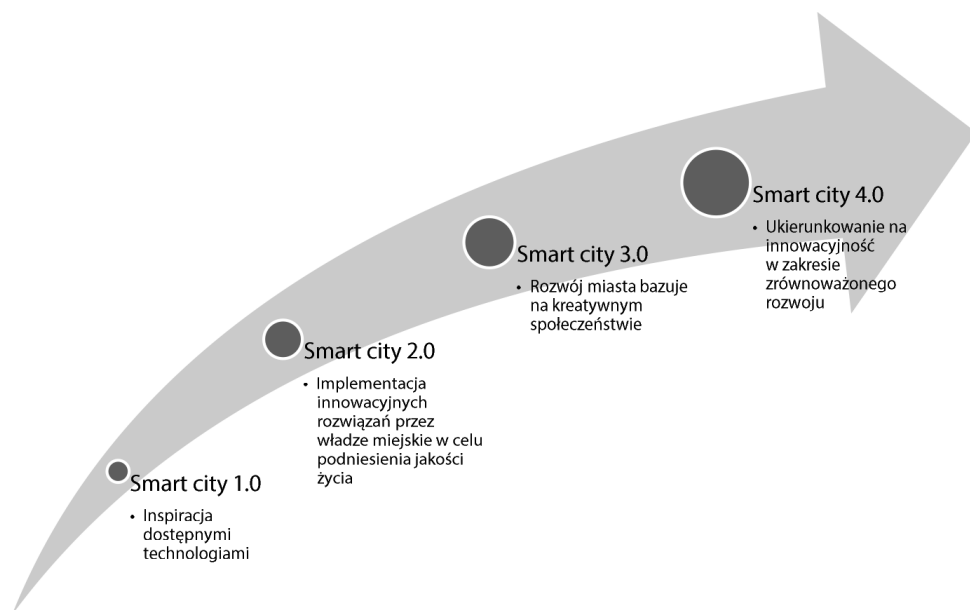 Smart city 4.0
• Ukierunkowanie na
innowacyjność
w zakresie
zrównoważonego
rozwoju
Smart city 3.0
• Rozwój miasta bazuje
na kreatywnym
społeczeństwie
Smart city 2.0
• Implementacja
innowacyjnych
rozwiązań przez
władze miejskie w celu
podniesienia jakości
życia
Smart city 1.0
• Inspiracja
dostępnymi
technologiami